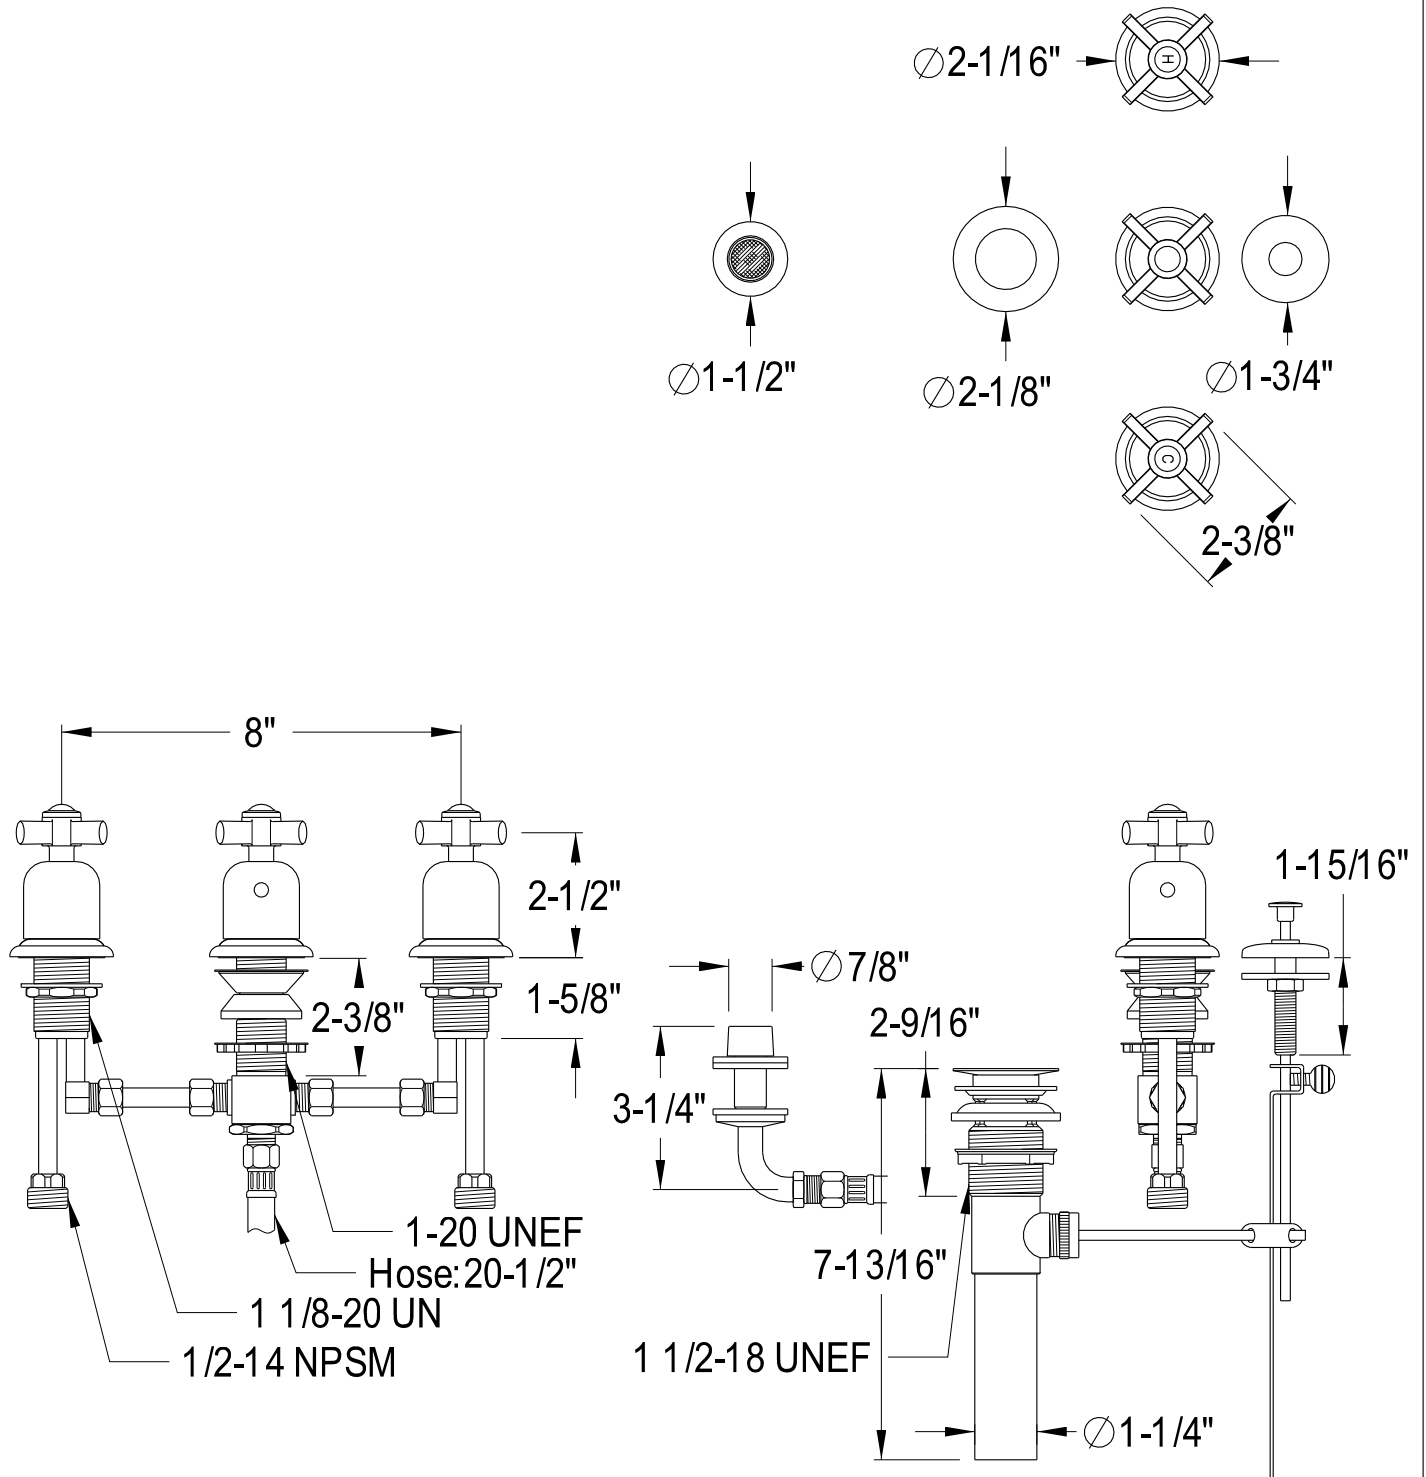 ⌀2-1/16"
H
⌀1-1/2"
⌀2-1/8"
⌀1-3/4"
C
2-3/8"
8"
2-1/2"
1-15/16"
⌀7/8"
2-3/8"
1-5/8"
2-9/16"
3-1/4"
1-20 UNEF
Hose:20-1/2"
7-13/16"
1 1/8-20 UN
1/2-14 NPSM
1 1/2-18 UNEF
⌀1-1/4"